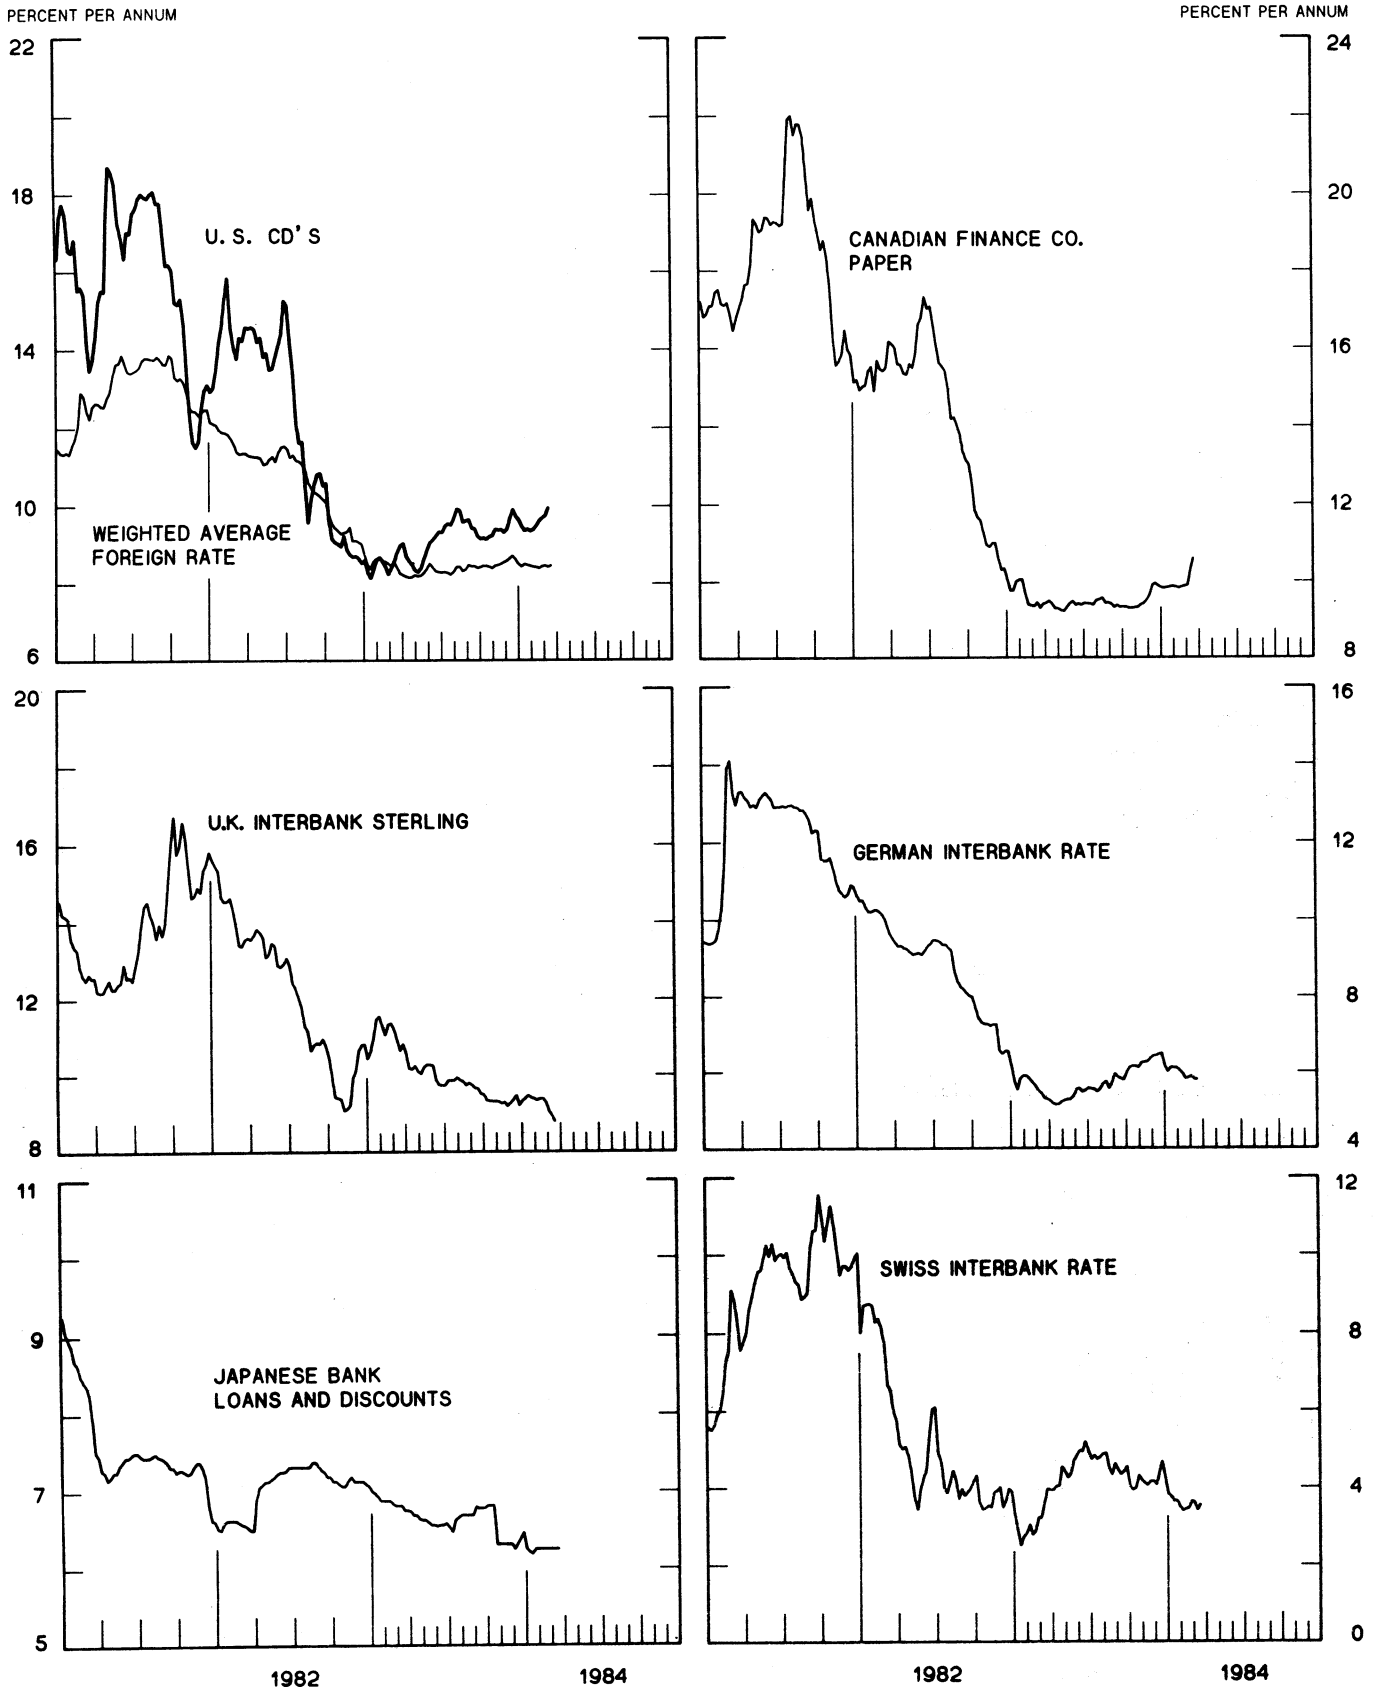 PERCENT PER ANNUM
PERCENT PER ANNUM
22
18
14
10
6
U. S. CD'S
WEIGHTED AVERAGE
FOREIGN RATE
24
20
16
12
8
CANADIAN FINANCE CO.
PAPER
20
16
12
8
U.K. INTERBANK STERLING
16
12
8
4
GERMAN INTERBANK RATE
11
9
7
5
JAPANESE BANK
LOANS AND DISCOUNTS
12
8
4
0
SWISS INTERBANK RATE
1982
1984
1982
1984